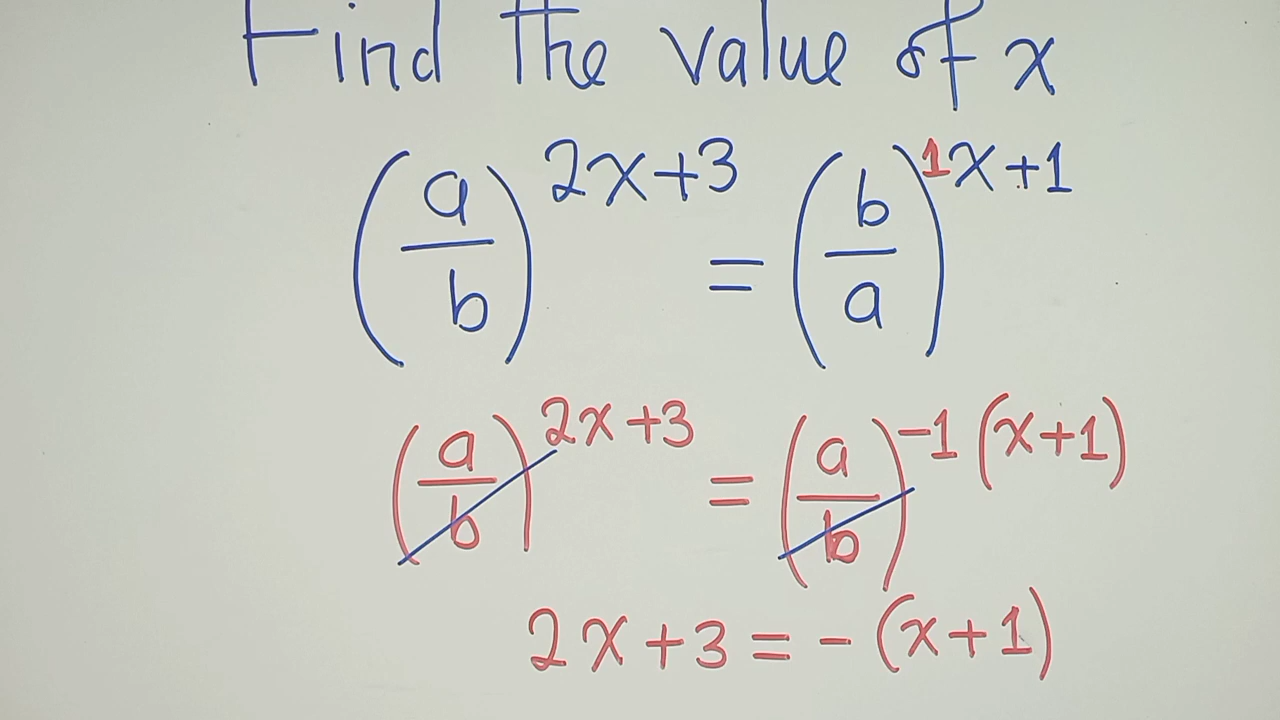 Find the value of x
(a/b)^(2x+3) = (b/a)^(1x+1)
(a/b)^(2x+3) = (a/b)^(-1(x+1))
2x+3 = -(x+1)